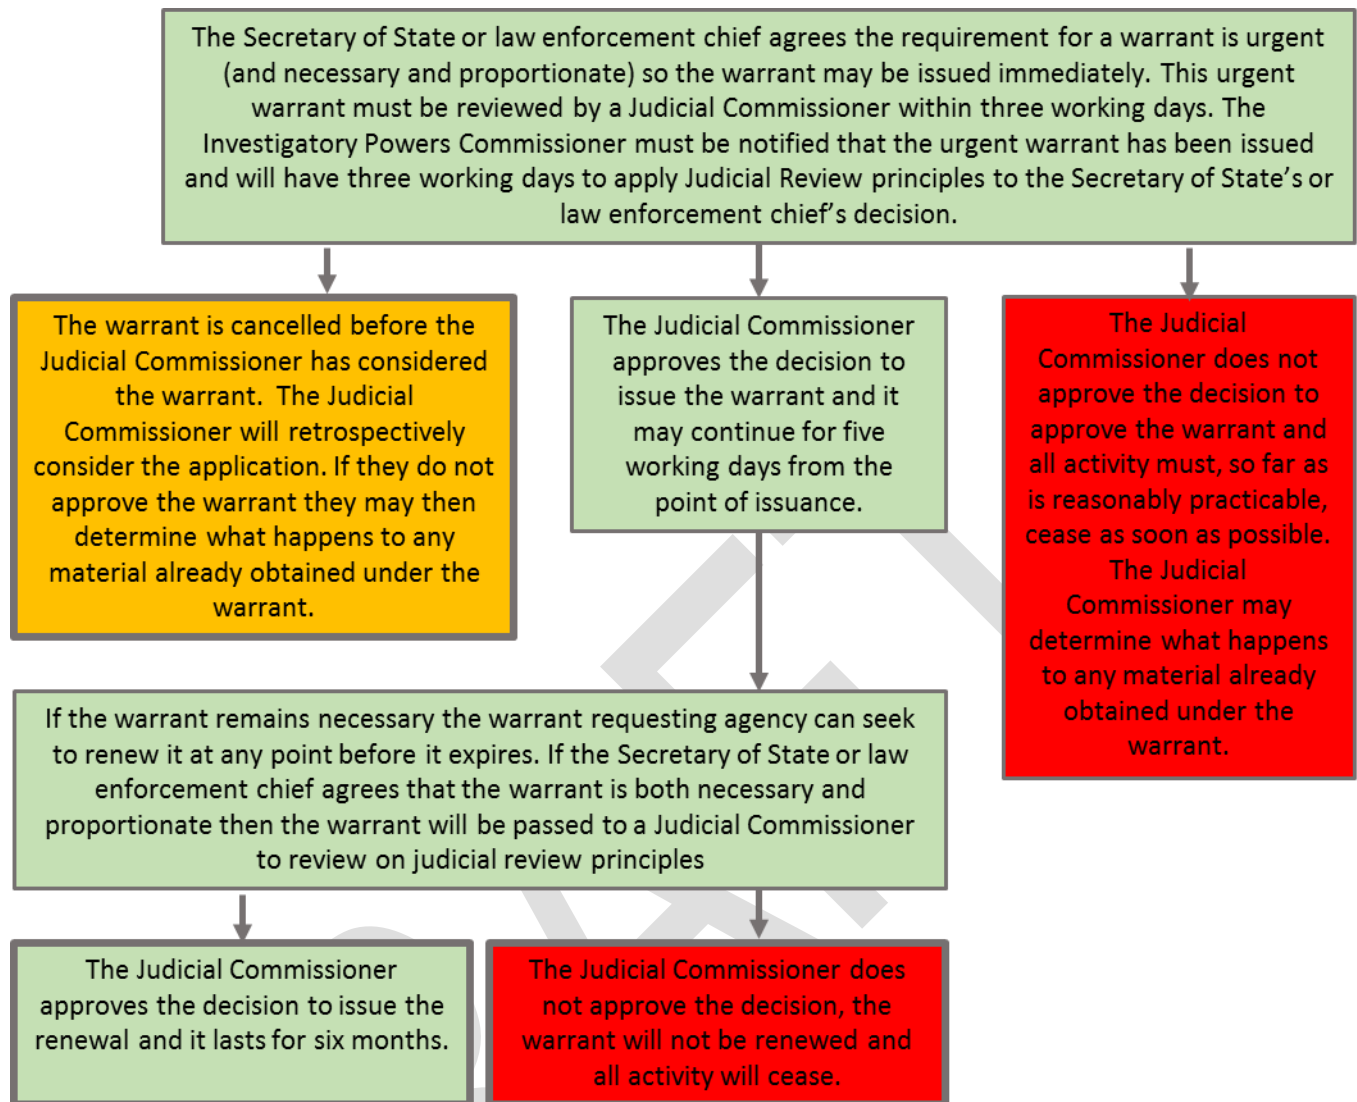 The Secretary of State or law enforcement chief agrees the requirement for a warrant is urgent
(and necessary and proportionate) so the warrant may be issued immediately. This urgent
warrant must be reviewed by a Judicial Commissioner within three working days. The
Investigatory Powers Commissioner must be notified that the urgent warrant has been issued
and will have three working days to apply Judicial Review principles to the Secretary of State's or
law enforcement chief's decision.
The warrant is cancelled before the
Judicial Commissioner has considered
the warrant. The Judicial
Commissioner will retrospectively
consider the application. If they do not
approve the warrant they may then
determine what happens to any
material already obtained under the
warrant.
The Judicial Commissioner
approves the decision to
issue the warrant and it
may continue for five
working days from the
point of issuance.
The Judicial
Commissioner does not
approve the decision to
approve the warrant and
all activity must, so far as
is reasonably practicable,
cease as soon as possible.
The Judicial
Commissioner may
determine what happens
to any material already
obtained under the
warrant.
If the warrant remains necessary the warrant requesting agency can seek
to renew it at any point before it expires. If the Secretary of State or law
enforcement chief agrees that the warrant is both necessary and
proportionate then the warrant will be passed to a Judicial Commissioner
to review on judicial review principles
The Judicial Commissioner
approves the decision to issue the
renewal and it lasts for six months.
The Judicial Commissioner does
not approve the decision, the
warrant will not be renewed and
all activity will cease.